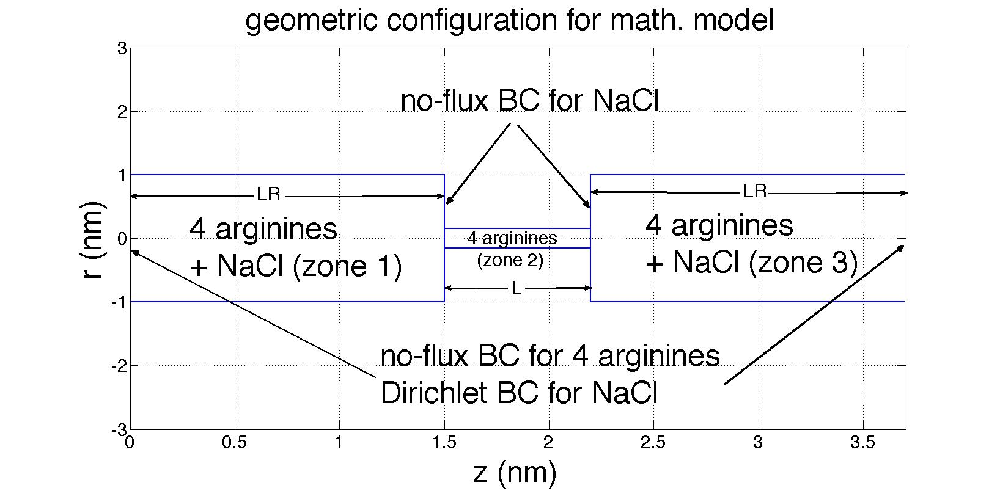 geometric configuration for math. model
3
2
1
0
-1
-2
-3
r (nm)
no-flux BC for NaCl
LR
LR
4 arginines
+ NaCl (zone 1)
4 arginines
(zone 2)
L
4 arginines
+ NaCl (zone 3)
no-flux BC for 4 arginines
Dirichlet BC for NaCl
0 0.5 1 1.5 2 2.5 3 3.5
z (nm)